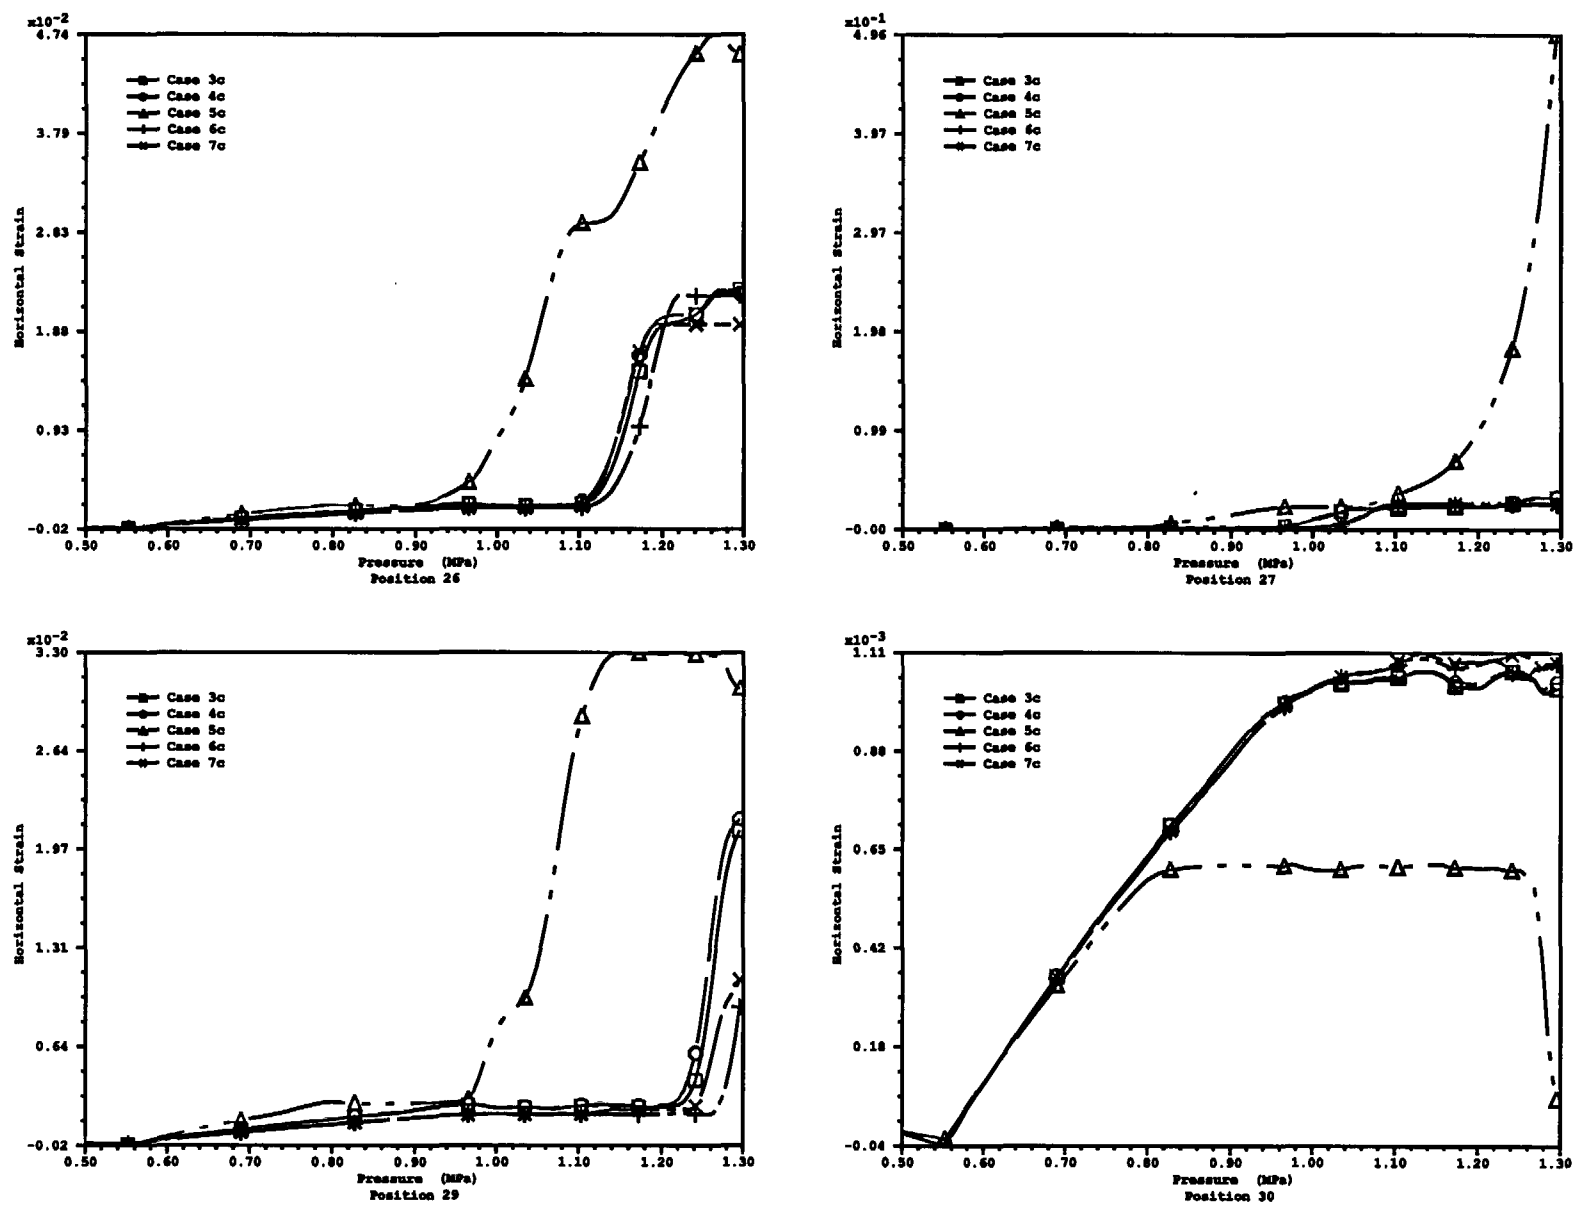 x10-2
4.74
3.79
2.83
1.88
0.93
-0.02
Horizontal Strain
Case 3c
Case 4c
Case 5c
Case 6c
Case 7c
0.50 0.60 0.70 0.80 0.90 1.00 1.10 1.20 1.30
Pressure (MPa)
Position 26
x10-1
4.96
3.97
2.97
1.98
0.99
-0.00
Horizontal Strain
Case 3c
Case 4c
Case 5c
Case 6c
Case 7c
0.50 0.60 0.70 0.80 0.90 1.00 1.10 1.20 1.30
Pressure (MPa)
Position 27
x10-2
3.30
2.64
1.97
1.31
0.64
-0.02
Horizontal Strain
Case 3c
Case 4c
Case 5c
Case 6c
Case 7c
0.50 0.60 0.70 0.80 0.90 1.00 1.10 1.20 1.30
Pressure (MPa)
Position 29
x10-3
1.11
0.88
0.65
0.42
0.18
-0.04
Horizontal Strain
Case 3c
Case 4c
Case 5c
Case 6c
Case 7c
0.50 0.60 0.70 0.80 0.90 1.00 1.10 1.20 1.30
Pressure (MPa)
Position 30